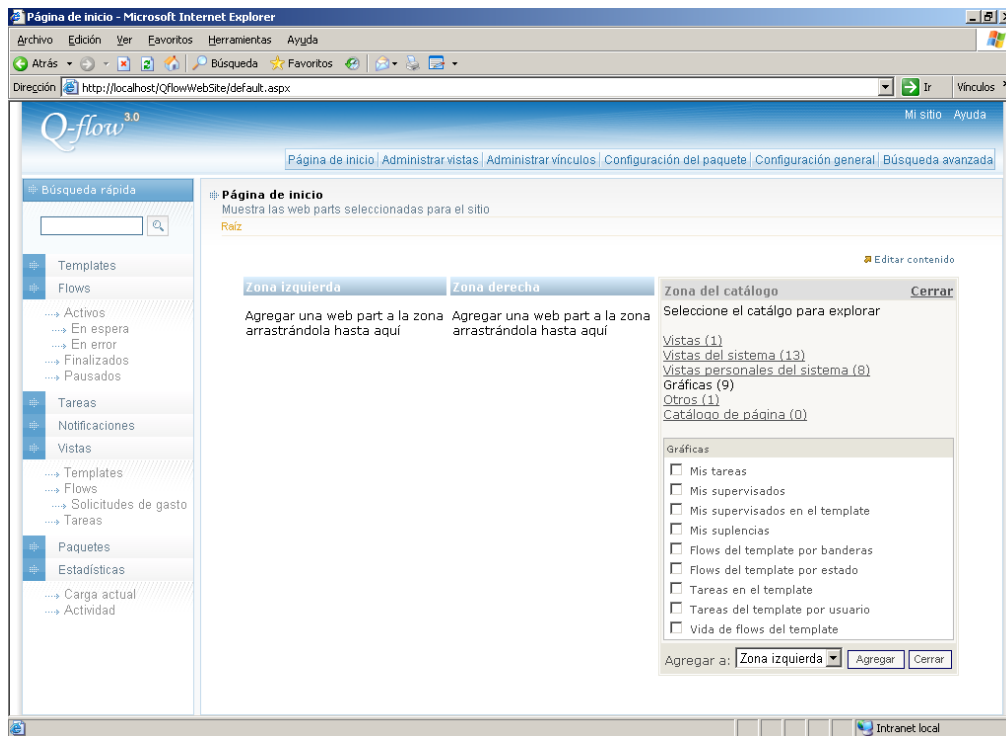 Página de inicio - Microsoft Internet Explorer
Archivo Edición Ver Favoritos Herramientas Ayuda
Atrás Búsqueda Favoritos
Dirección http://localhost/QflowWebSite/default.aspx Ir Vínculos
Q-flow 3.0
Mi sitio Ayuda
Página de inicio Administrar vistas Administrar vínculos Configuración del paquete Configuración general Búsqueda avanzada
Búsqueda rápida
Templates
Flows
Activos
En espera
En error
Finalizados
Pausados
Tareas
Notificaciones
Vistas
Templates
Flows
Solicitudes de gasto
Tareas
Paquetes
Estadísticas
Carga actual
Actividad
Página de inicio
Muestra las web parts seleccionadas para el sitio
Raíz
Editar contenido
Zona izquierda
Agregar una web part a la zona
arrastrándola hasta aquí
Zona derecha
Agregar una web part a la zona
arrastrándola hasta aquí
Zona del catálogo Cerrar
Seleccione el catálgo para explorar
Vistas (1)
Vistas del sistema (13)
Vistas personales del sistema (8)
Gráficas (9)
Otros (1)
Catálogo de página (0)
Gráficas
Mis tareas
Mis supervisados
Mis supervisados en el template
Mis suplencias
Flows del template por banderas
Flows del template por estado
Tareas en el template
Tareas del template por usuario
Vida de flows del template
Agregar a: Zona izquierda Agregar Cerrar
Intranet local